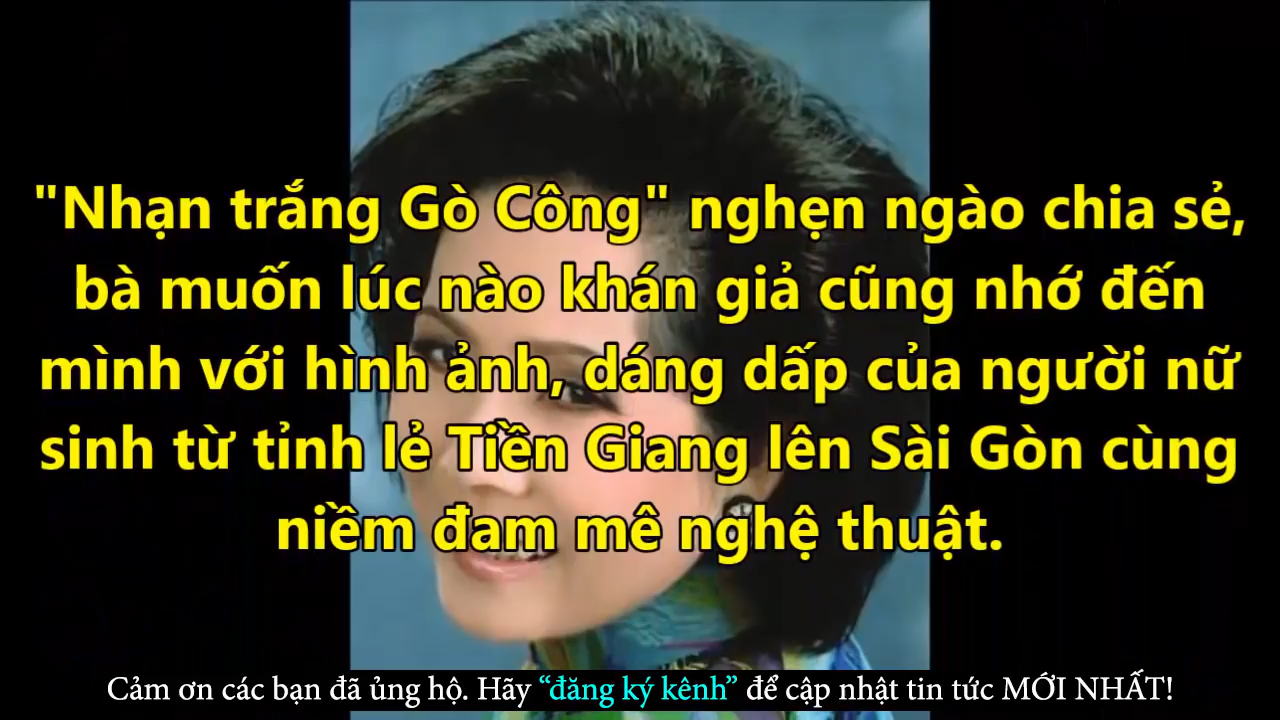 "Nhạn trắng Gò Công" nghẹn ngào chia sẻ,
bà muốn lúc nào khán giả cũng nhớ đến
mình với hình ảnh, dáng dấp của người nữ
sinh từ tỉnh lẻ Tiền Giang lên Sài Gòn cùng
niềm đam mê nghệ thuật.
Cảm ơn các bạn đã ủng hộ. Hãy “đăng ký kênh” để cập nhật tin tức MỚI NHẤT!